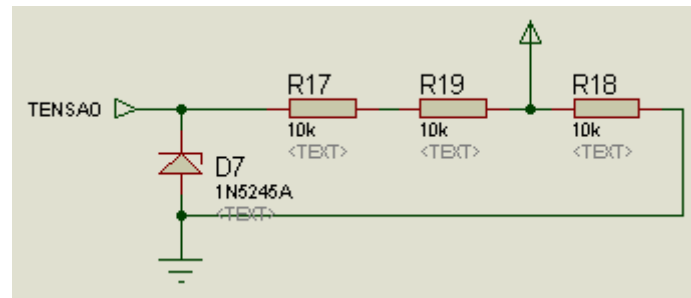 R17
R19
R18
TENSAO
10k
10k
10k
<TEXT>
<TEXT>
<TEXT>
D7
1N5245A
<TEXT>